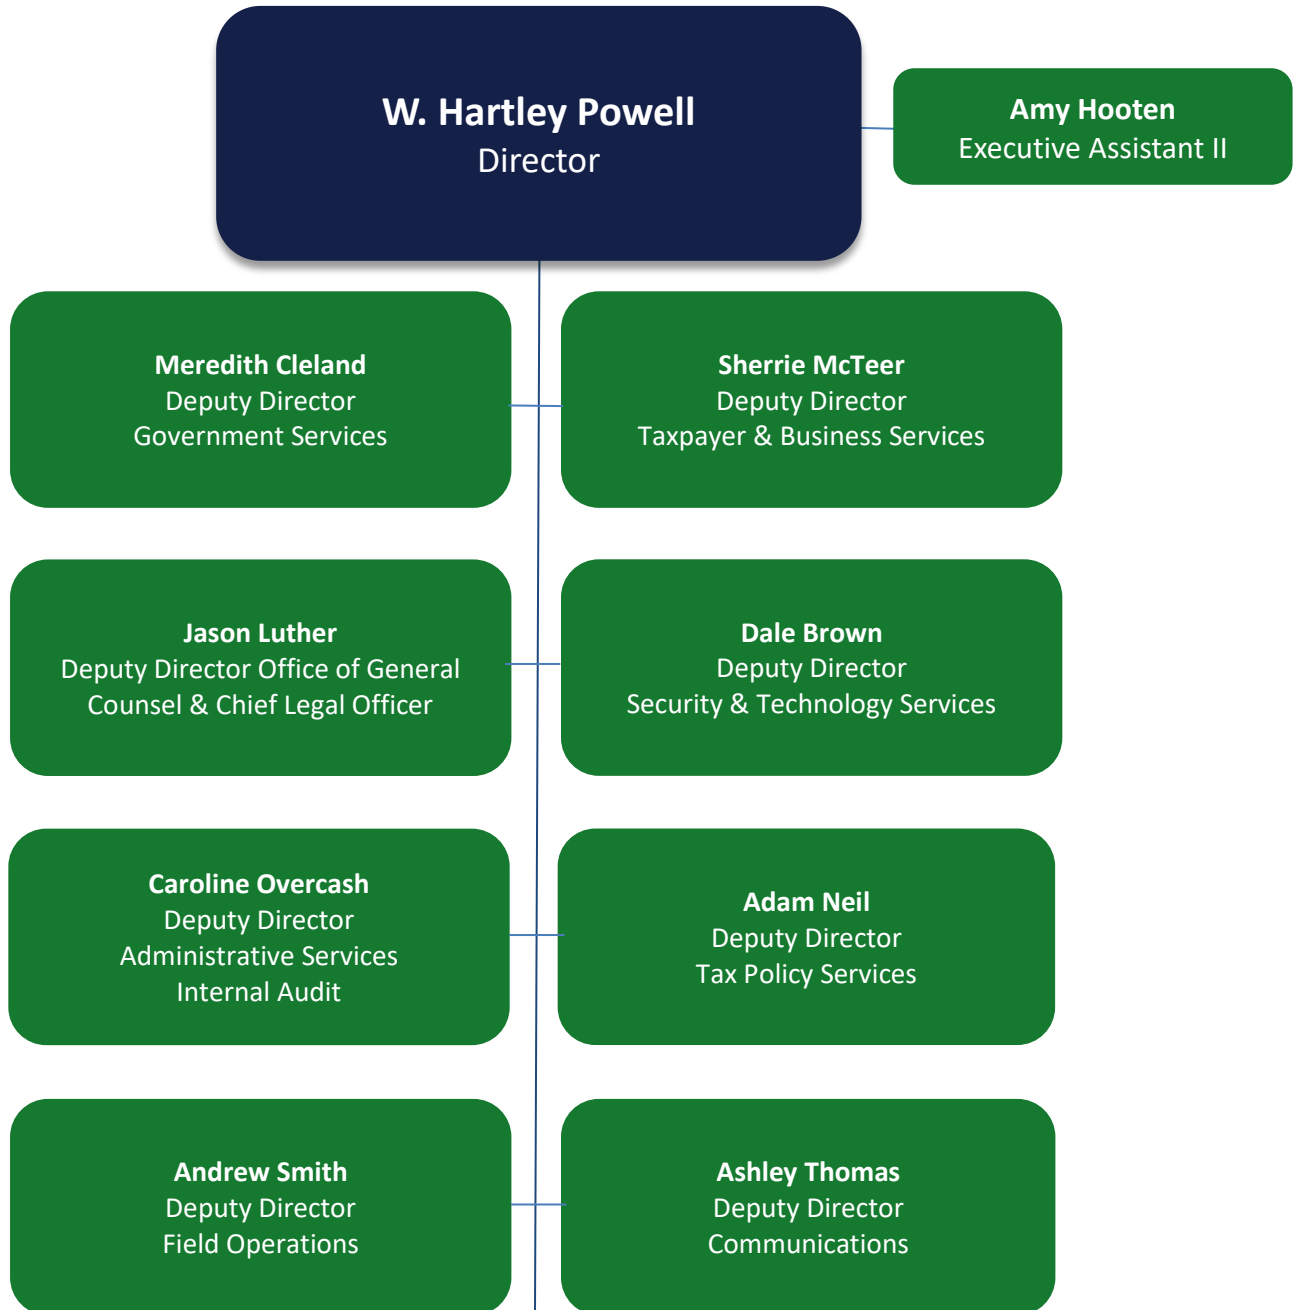 W. Hartley Powell
Director
Amy Hooten
Executive Assistant II
Meredith Cleland
Deputy Director
Government Services
Sherrie McTeer
Deputy Director
Taxpayer & Business Services
Jason Luther
Deputy Director Office of General
Counsel & Chief Legal Officer
Dale Brown
Deputy Director
Security & Technology Services
Caroline Overcash
Deputy Director
Administrative Services
Internal Audit
Adam Neil
Deputy Director
Tax Policy Services
Andrew Smith
Deputy Director
Field Operations
Ashley Thomas
Deputy Director
Communications